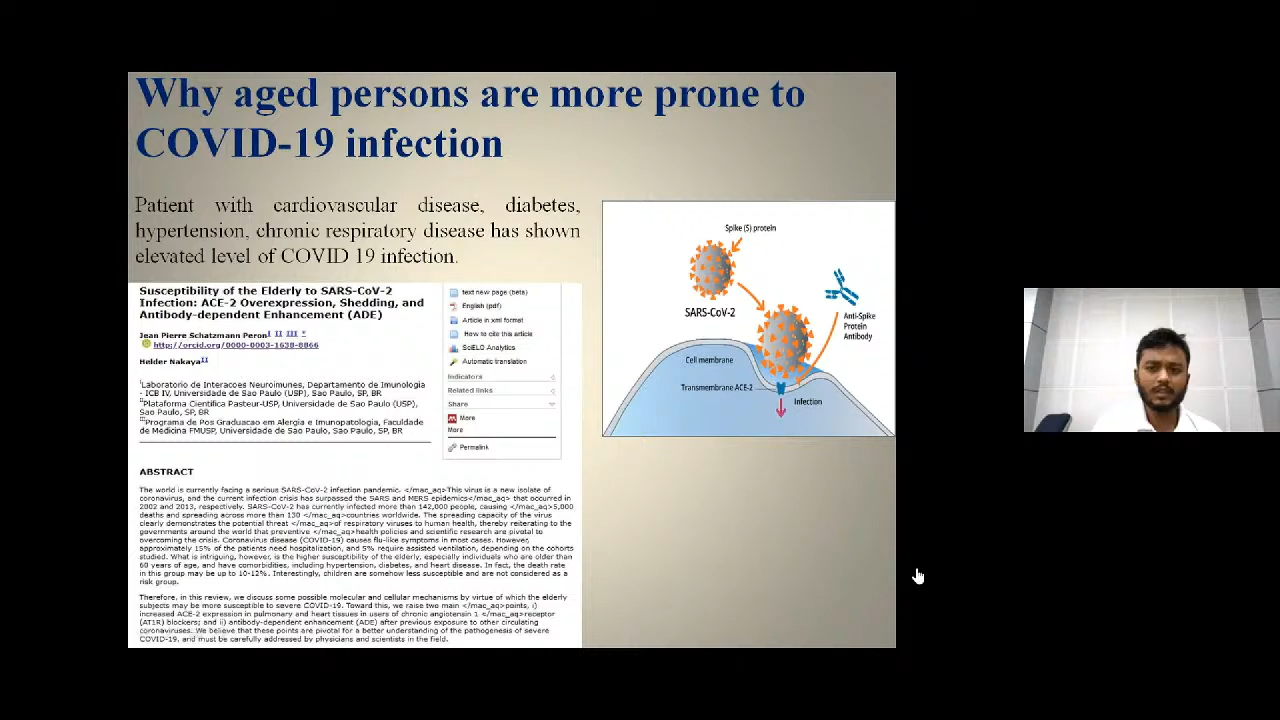 Why aged persons are more prone to
COVID-19 infection
Patient with cardiovascular disease, diabetes,
hypertension, chronic respiratory disease has shown
elevated level of COVID 19 infection.
Susceptibility of the Elderly to SARS-CoV-2
Infection: ACE-2 Overexpression, Shedding, and
Antibody-dependent Enhancement (ADE)
Jean Pierre Schatzmann Peron I II III *
http://orcid.org/0000-0003-1638-8866
Helder Nakaya II
I Laboratorio de Interacoes Neuroimunes, Departamento de Imunologia
- ICB IV, Universidade de Sao Paulo (USP), Sao Paulo, SP, BR
II Plataforma Cientifica Pasteur-USP, Universidade de Sao Paulo (USP),
Sao Paulo, SP, BR
III Programa de Pos Graduacao em Alergia e Imunopatologia, Faculdade
de Medicina FMUSP, Universidade de Sao Paulo, Sao Paulo, SP, BR
text new page (beta)
English (pdf)
Article in xml format
How to cite this article
SciELO Analytics
Automatic translation
Indicators
Related links
Share
More
More
Permalink
ABSTRACT
The world is currently facing a serious SARS-CoV-2 infection pandemic. </mac_aq>This virus is a new isolate of
coronavirus, and the current infection crisis has surpassed the SARS and MERS epidemics</mac_aq> that occurred in
2002 and 2013, respectively. SARS-CoV-2 has currently infected more than 142,000 people, causing </mac_aq>5,000
deaths and spreading across more than 130 </mac_aq>countries worldwide. The spreading capacity of the virus
clearly demonstrates the potential threat </mac_aq>of respiratory viruses to human health, thereby reiterating to the
governments around the world that preventive </mac_aq>health policies and scientific research are pivotal to
overcoming the crisis. Coronavirus disease (COVID-19) causes flu-like symptoms in most cases. However,
approximately 15% of the patients need hospitalization, and 5% require assisted ventilation, depending on the cohorts
studied. What is intriguing, however, is the higher susceptibility of the elderly, especially individuals who are older than
60 years of age, and have comorbidities, including hypertension, diabetes, and heart disease. In fact, the death rate
in this group may be up to 10-12%. Interestingly, children are somehow less susceptible and are not considered as a
risk group.
Therefore, in this review, we discuss some possible molecular and cellular mechanisms by virtue of which the elderly
subjects may be more susceptible to severe COVID-19. Toward this, we raise two main </mac_aq>points, i)
increased ACE-2 expression in pulmonary and heart tissues in users of chronic angiotensin 1 </mac_aq>receptor
(AT1R) blockers; and ii) antibody-dependent enhancement (ADE) after previous exposure to other circulating
coronaviruses. We believe that these points are pivotal for a better understanding of the pathogenesis of severe
COVID-19, and must be carefully addressed by physicians and scientists in the field.
Spike (S) protein
SARS-CoV-2
Anti-Spike
Protein
Antibody
Cell membrane
Transmembrane ACE-2
Infection